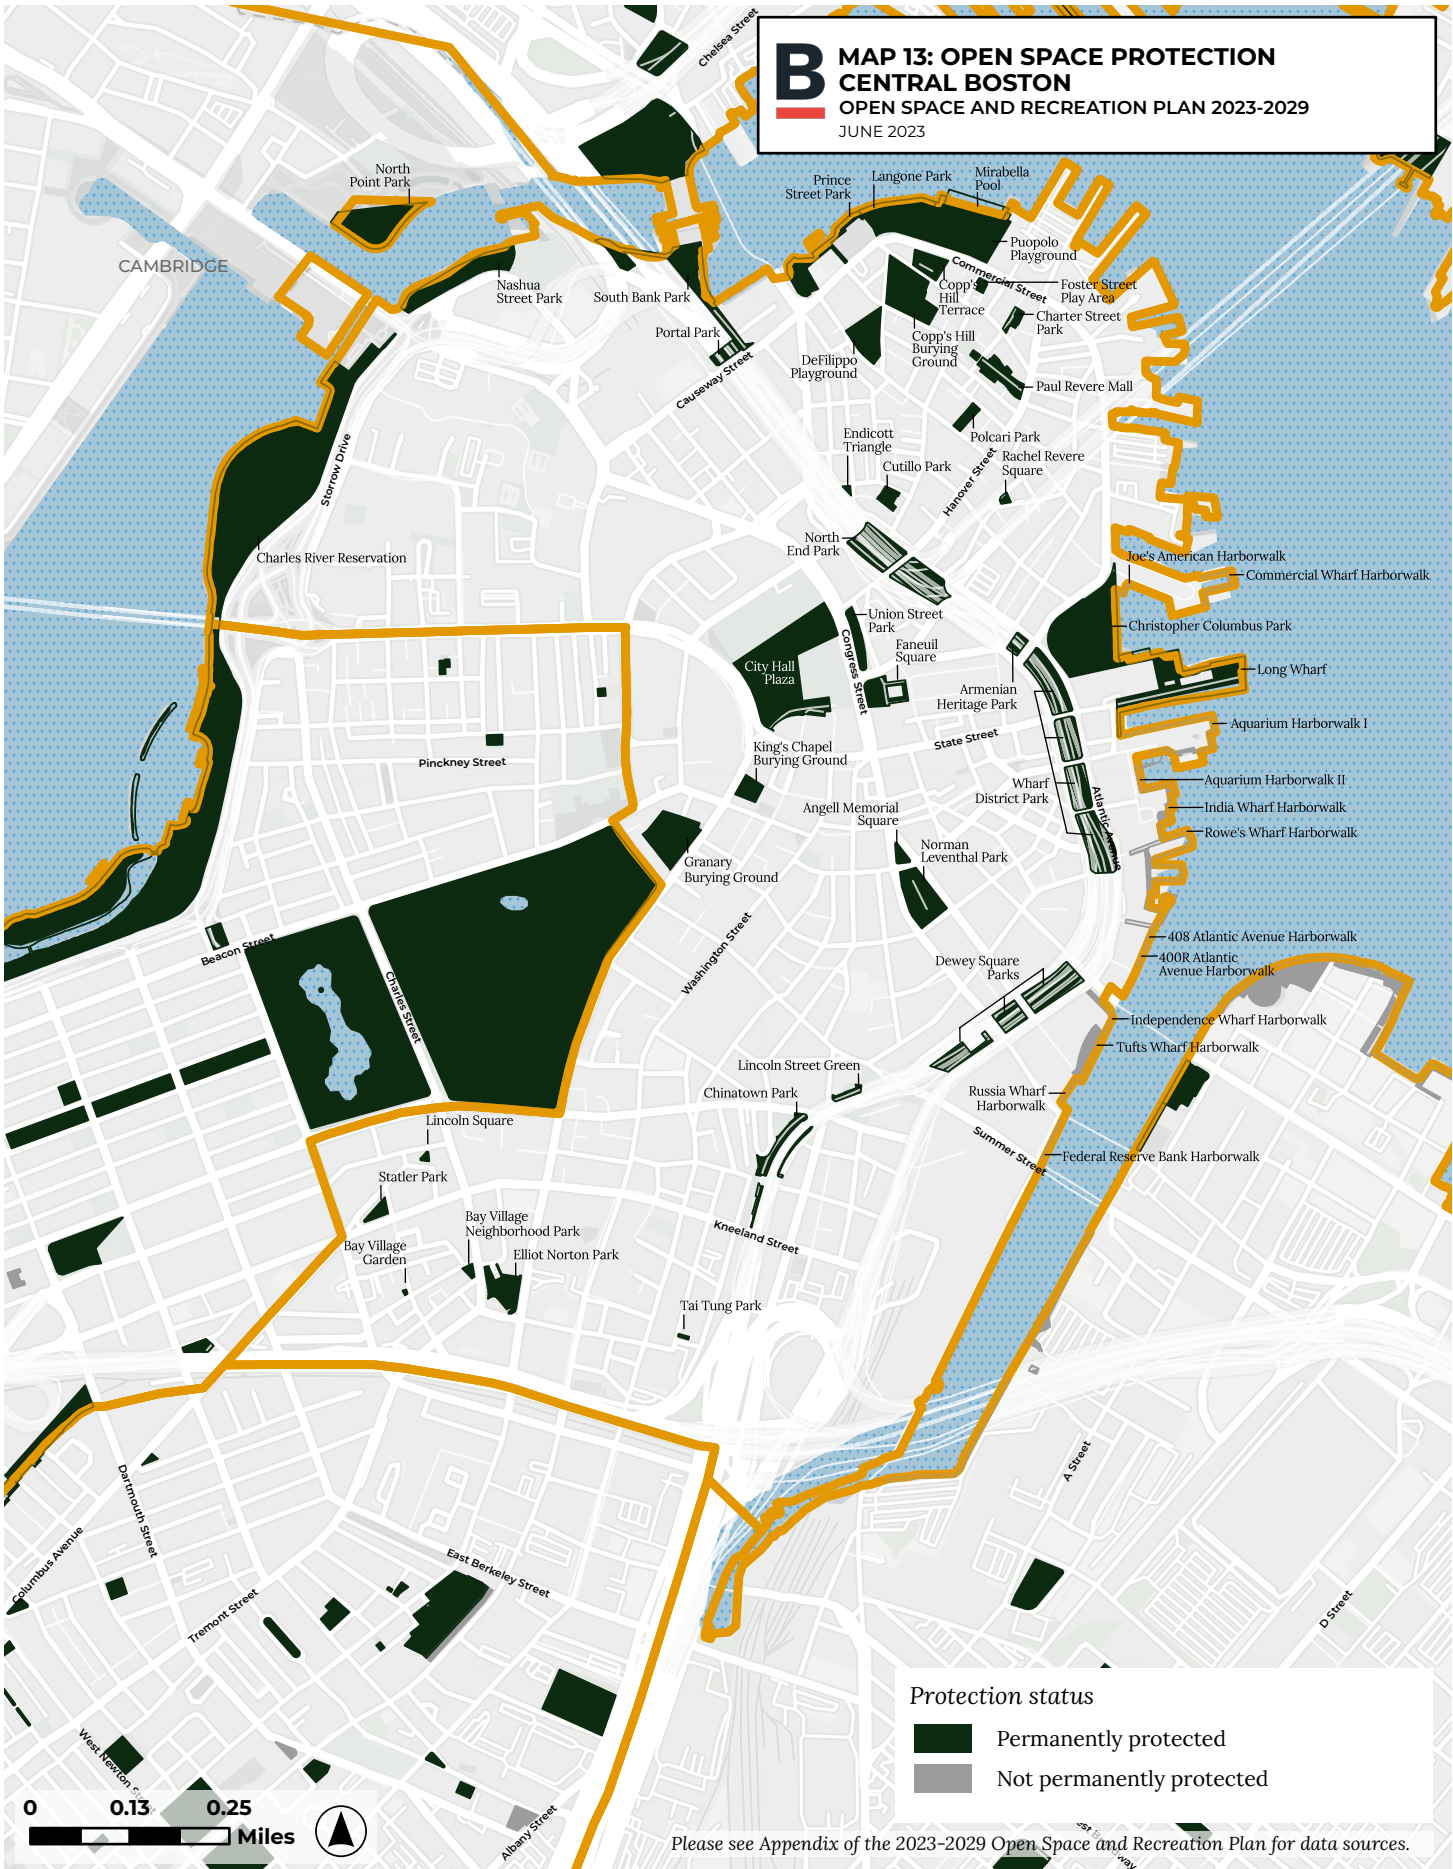 Chelsea Street
B
MAP 13: OPEN SPACE PROTECTION
CENTRAL BOSTON
OPEN SPACE AND RECREATION PLAN 2023-2029
JUNE 2023
North
Point Park
Prince
Street Park
Langone Park
Mirabella
Pool
CAMBRIDGE
Nashua
Street Park
South Bank Park
Portal Park
Causeway Street
Puopolo
Playground
Commercial Street
Copp's
Hill
Terrace
Foster Street
Play Area
Charter Street
Park
Copp's Hill
Burying
Ground
DeFilippo
Playground
Paul Revere Mall
Polcari Park
Endicott
Triangle
Cutillo Park
Hanover Street
Rachel Revere
Square
Storrow Drive
Charles River Reservation
North
End Park
Joe's American Harborwalk
Commercial Wharf Harborwalk
Union Street
Park
Christopher Columbus Park
Congress Street
Faneuil
Square
City Hall
Plaza
Long Wharf
Armenian
Heritage Park
Aquarium Harborwalk I
State Street
King's Chapel
Burying Ground
Pinckney Street
Wharf
District Park
Atlantic Avenue
Aquarium Harborwalk II
India Wharf Harborwalk
Rowe's Wharf Harborwalk
Angell Memorial
Square
Norman
Leventhal Park
Granary
Burying Ground
Washington Street
Beacon Street
Charles Street
408 Atlantic Avenue Harborwalk
400R Atlantic
Avenue Harborwalk
Dewey Square
Parks
Independence Wharf Harborwalk
Tufts Wharf Harborwalk
Lincoln Street Green
Chinatown Park
Russia Wharf
Harborwalk
Lincoln Square
Summer Street
Federal Reserve Bank Harborwalk
Statler Park
Bay Village
Neighborhood Park
Kneeland Street
Bay Village
Garden
Elliot Norton Park
Tai Tung Park
A Street
Dartmouth Street
Columbus Avenue
East Berkeley Street
Tremont Street
D Street
West Newton
Albany Street
Protection status
Permanently protected
Not permanently protected
0 0.13 0.25
Miles
Please see Appendix of the 2023-2029 Open Space and Recreation Plan for data sources.